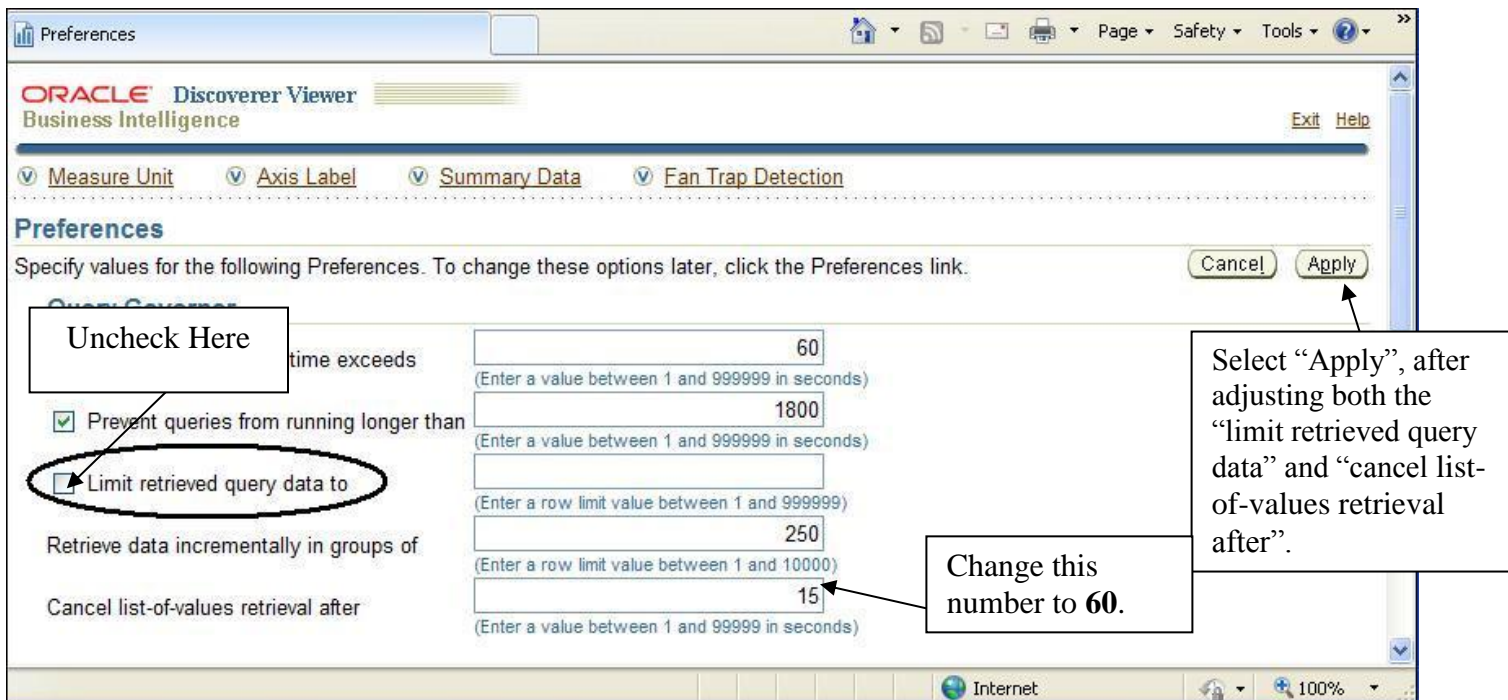 Preferences
Page
Safety
Tools
»
ORACLE Discoverer Viewer
Business Intelligence
Exit Help
Measure Unit
Axis Label
Summary Data
Fan Trap Detection
Preferences
Specify values for the following Preferences. To change these options later, click the Preferences link.
Cancel
Apply
Uncheck Here
time exceeds
60
(Enter a value between 1 and 999999 in seconds)
Prevent queries from running longer than
1800
(Enter a value between 1 and 999999 in seconds)
Limit retrieved query data to
(Enter a row limit value between 1 and 999999)
Retrieve data incrementally in groups of
250
(Enter a row limit value between 1 and 10000)
Cancel list-of-values retrieval after
15
(Enter a value between 1 and 99999 in seconds)
Select “Apply”, after
adjusting both the
“limit retrieved query
data” and “cancel list-
of-values retrieval
after”.
Change this
number to 60.
Internet
100%